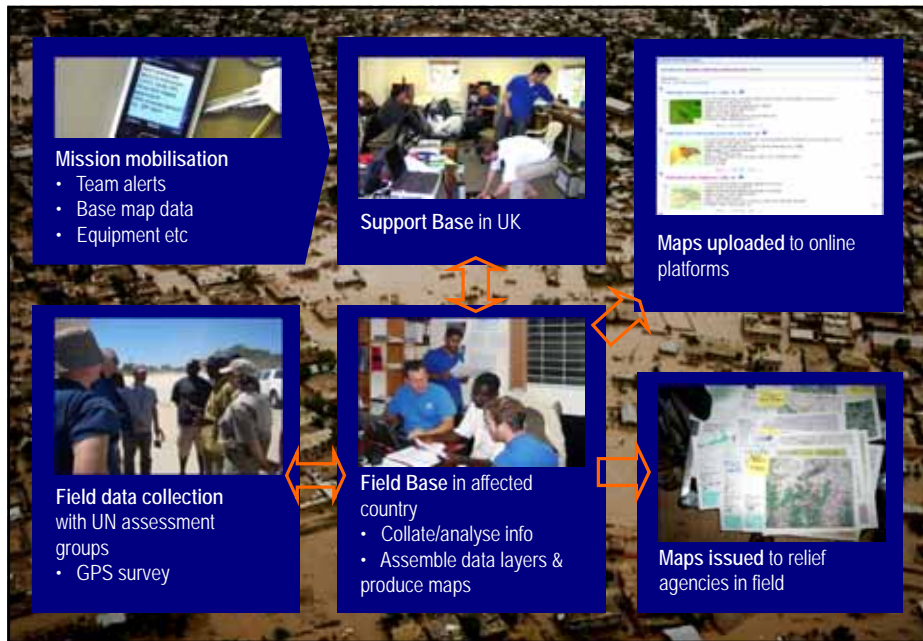 Mission mobilisation
• Team alerts
• Base map data
• Equipment etc
Support Base in UK
Maps uploaded to online
platforms
Field data collection
with UN assessment
groups
• GPS survey
Field Base in affected
country
• Collate/analyse info
• Assemble data layers &
produce maps
Maps issued to relief
agencies in field